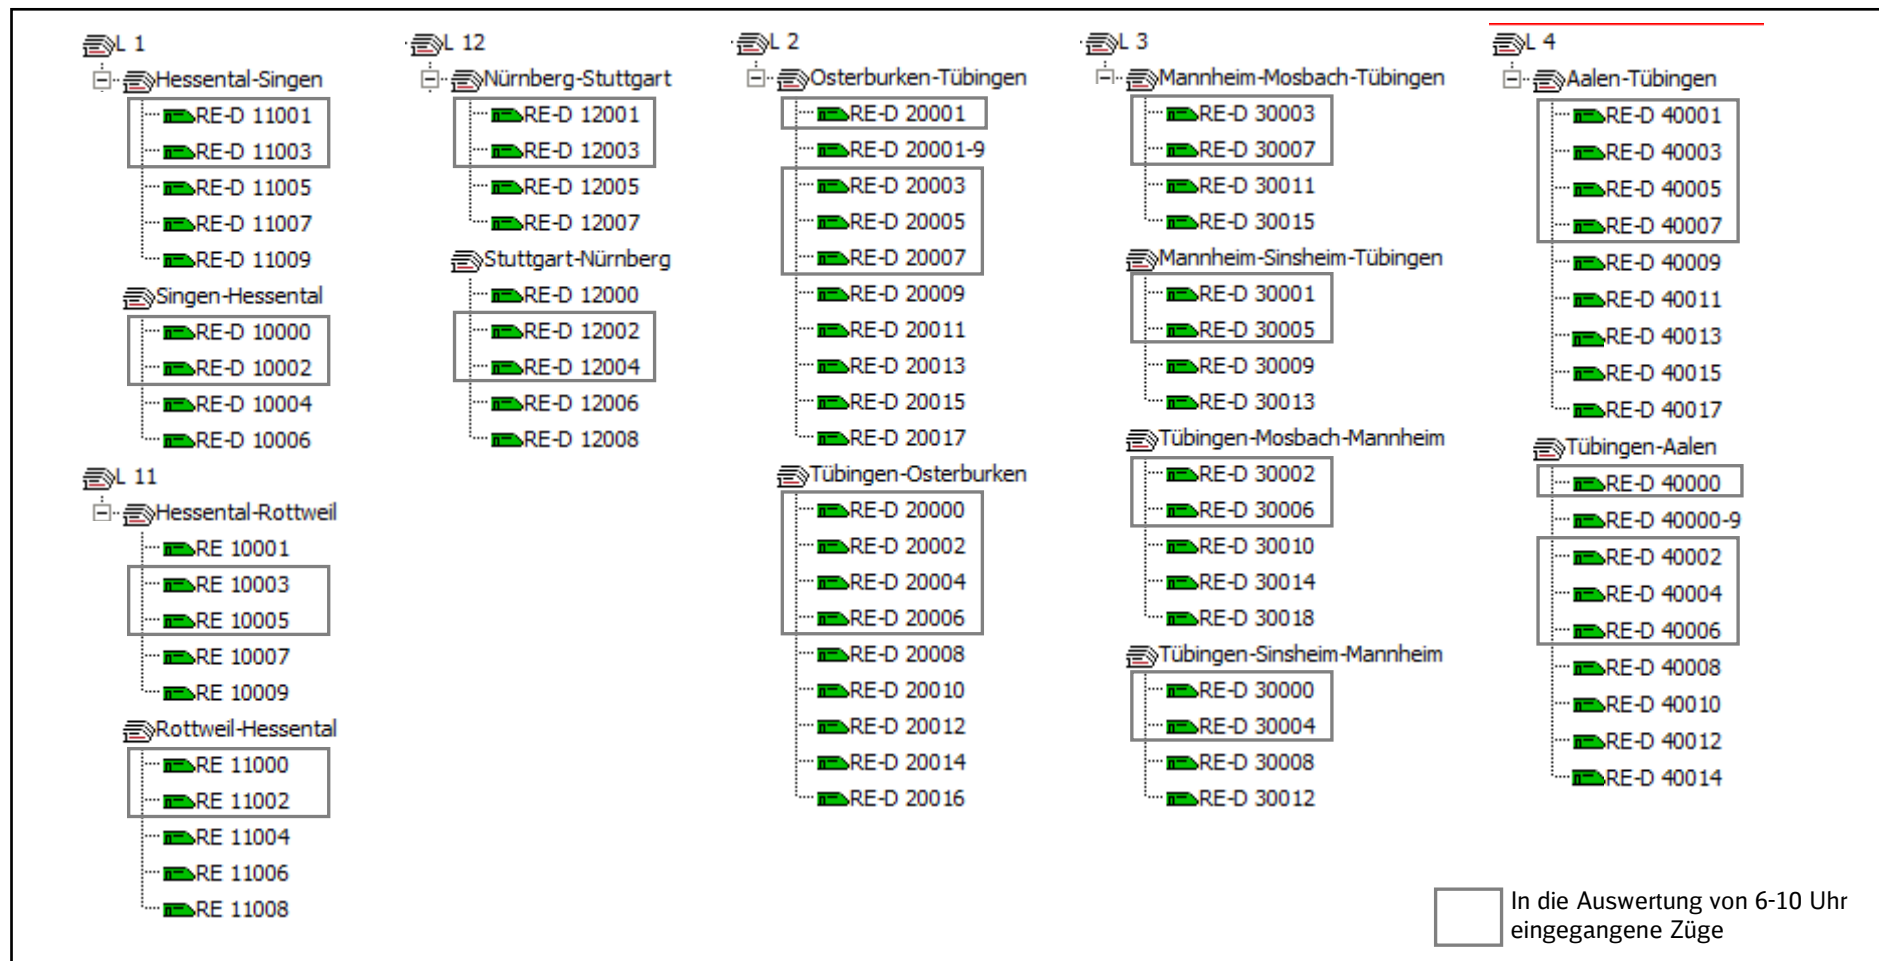 L 1
Hessental-Singen
RE-D 11001
RE-D 11003
RE-D 11005
RE-D 11007
RE-D 11009
Singen-Hessental
RE-D 10000
RE-D 10002
RE-D 10004
RE-D 10006
L 11
Hessental-Rottweil
RE 10001
RE 10003
RE 10005
RE 10007
RE 10009
Rottweil-Hessental
RE 11000
RE 11002
RE 11004
RE 11006
RE 11008
L 12
Nürnberg-Stuttgart
RE-D 12001
RE-D 12003
RE-D 12005
RE-D 12007
Stuttgart-Nürnberg
RE-D 12000
RE-D 12002
RE-D 12004
RE-D 12006
RE-D 12008
L 2
Osterburken-Tübingen
RE-D 20001
RE-D 20001-9
RE-D 20003
RE-D 20005
RE-D 20007
RE-D 20009
RE-D 20011
RE-D 20013
RE-D 20015
RE-D 20017
Tübingen-Osterburken
RE-D 20000
RE-D 20002
RE-D 20004
RE-D 20006
RE-D 20008
RE-D 20010
RE-D 20012
RE-D 20014
RE-D 20016
L 3
Mannheim-Mosbach-Tübingen
RE-D 30003
RE-D 30007
RE-D 30011
RE-D 30015
Mannheim-Sinsheim-Tübingen
RE-D 30001
RE-D 30005
RE-D 30009
RE-D 30013
Tübingen-Mosbach-Mannheim
RE-D 30002
RE-D 30006
RE-D 30010
RE-D 30014
RE-D 30018
Tübingen-Sinsheim-Mannheim
RE-D 30000
RE-D 30004
RE-D 30008
RE-D 30012
L 4
Aalen-Tübingen
RE-D 40001
RE-D 40003
RE-D 40005
RE-D 40007
RE-D 40009
RE-D 40011
RE-D 40013
RE-D 40015
RE-D 40017
Tübingen-Aalen
RE-D 40000
RE-D 40000-9
RE-D 40002
RE-D 40004
RE-D 40006
RE-D 40008
RE-D 40010
RE-D 40012
RE-D 40014
In die Auswertung von 6-10 Uhr
eingegangene Züge